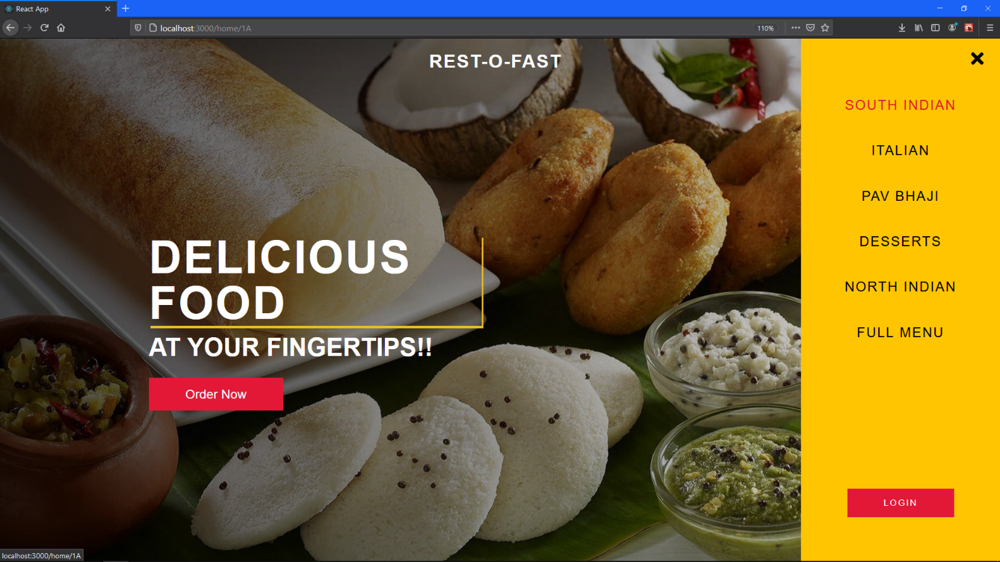 React App
localhost:3000/home/1A
110%
REST-O-FAST
DELICIOUS
FOOD
AT YOUR FINGERTIPS!!
Order Now
SOUTH INDIAN
ITALIAN
PAV BHAJI
DESSERTS
NORTH INDIAN
FULL MENU
LOGIN
localhost:3000/home/1A